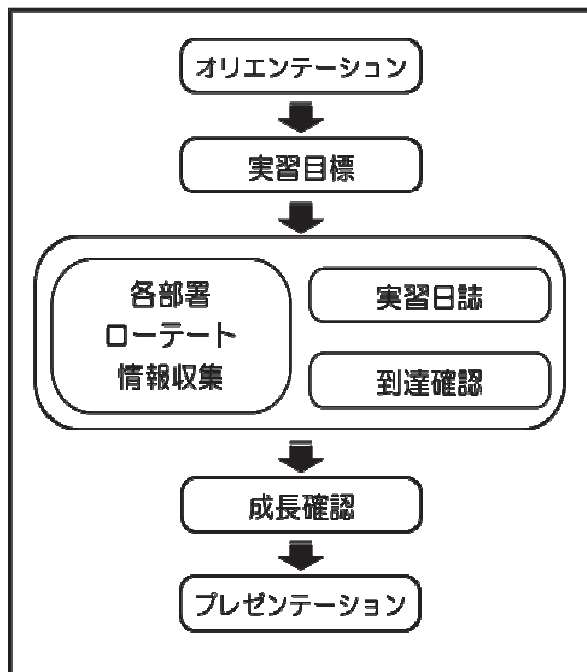 オリエンテーション
実習目標
各部署
ローテート
情報収集
実習日誌
到達確認
成長確認
プレゼンテーション